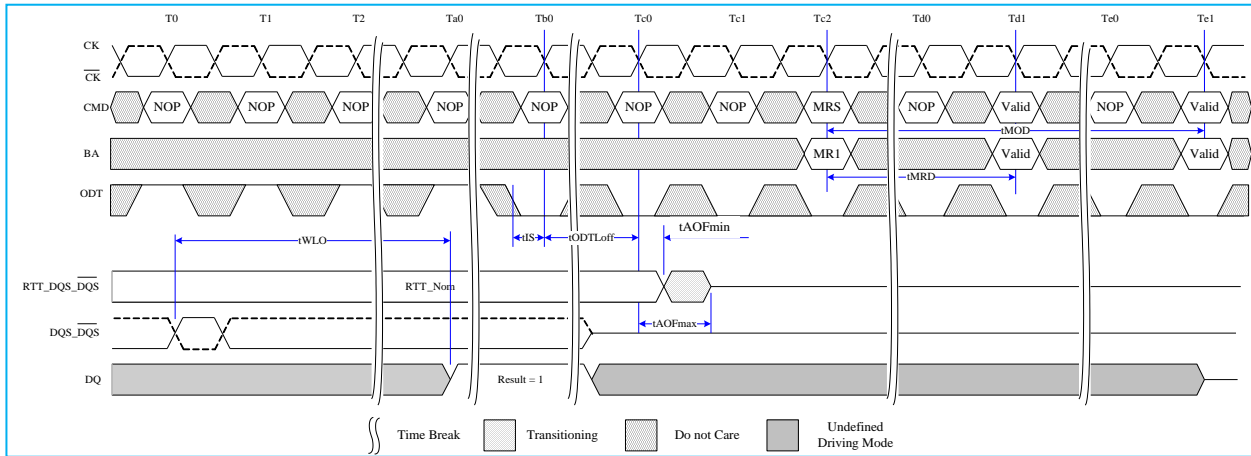 T0 T1 T2 Ta0 Tb0 Tc0 Tc1 Tc2 Td0 Td1 Te0 Te1
CK
CK
CMD NOP NOP NOP NOP NOP NOP NOP MRS NOP Valid NOP Valid
tMOD
BA MR1 Valid Valid
tMRD
ODT
tAOFmin
tWLO tIS tODTLoff
RTT_DQS_DQS RTT_Nom
tAOFmax
DQS_DQS
DQ Result = 1
Time Break Transitioning Do not Care Undefined
Driving Mode